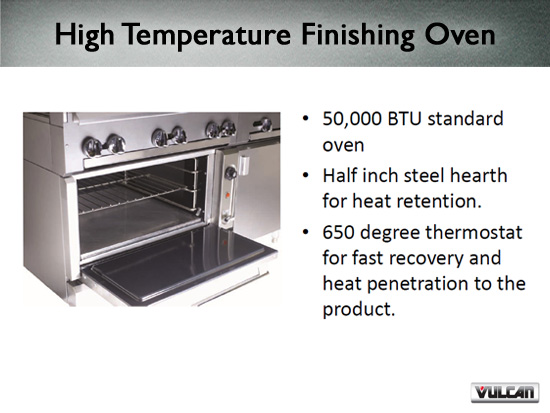 High Temperature Finishing Oven
• 50,000 BTU standard
oven
• Half inch steel hearth
for heat retention.
• 650 degree thermostat
for fast recovery and
heat penetration to the
product.
VULCAN